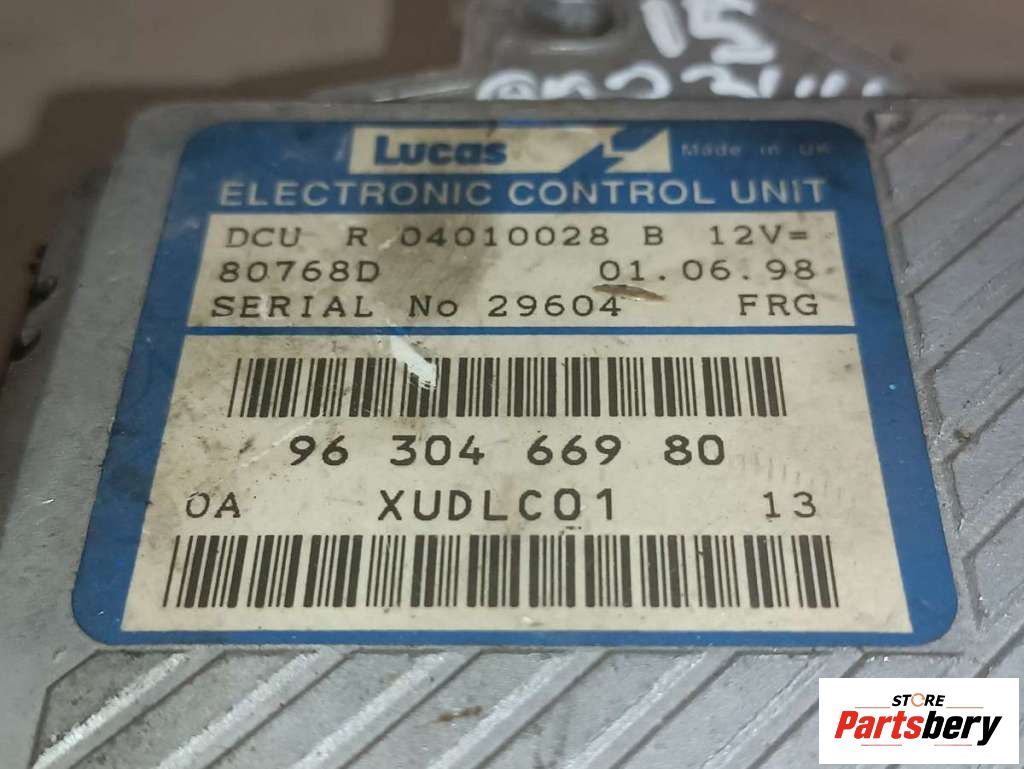 15
Lucas Made in UK
ELECTRONIC CONTROL UNIT
DCU R 04010028 B 12V=
80768D 01.06.98
SERIAL No 29604 FRG
96 304 669 80
0A XUDLC01 13
STORE
Partsbery